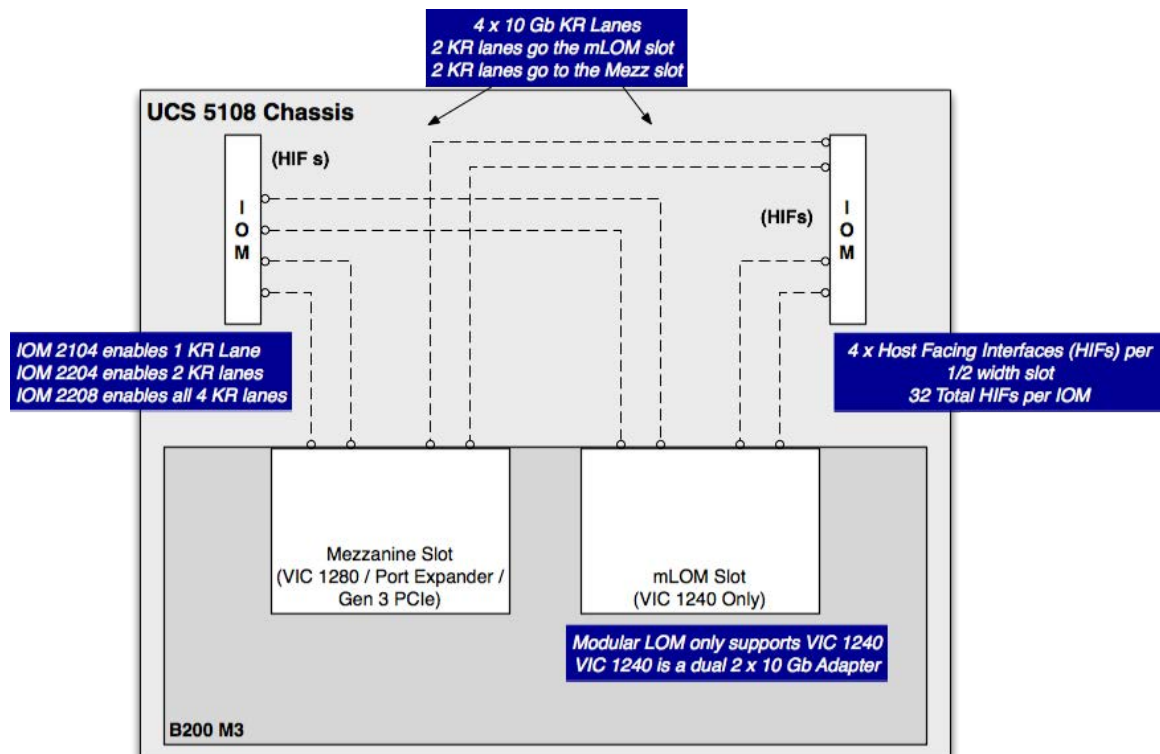 4 x 10 Gb KR Lanes
2 KR lanes go the mLOM slot
2 KR lanes go to the Mezz slot
UCS 5108 Chassis
(HIF s)
I
O
M
(HIFs)
I
O
M
IOM 2104 enables 1 KR Lane
IOM 2204 enables 2 KR lanes
IOM 2208 enables all 4 KR lanes
4 x Host Facing Interfaces (HIFs) per
1/2 width slot
32 Total HIFs per IOM
Mezzanine Slot
(VIC 1280 / Port Expander /
Gen 3 PCIe)
mLOM Slot
(VIC 1240 Only)
Modular LOM only supports VIC 1240
VIC 1240 is a dual 2 x 10 Gb Adapter
B200 M3